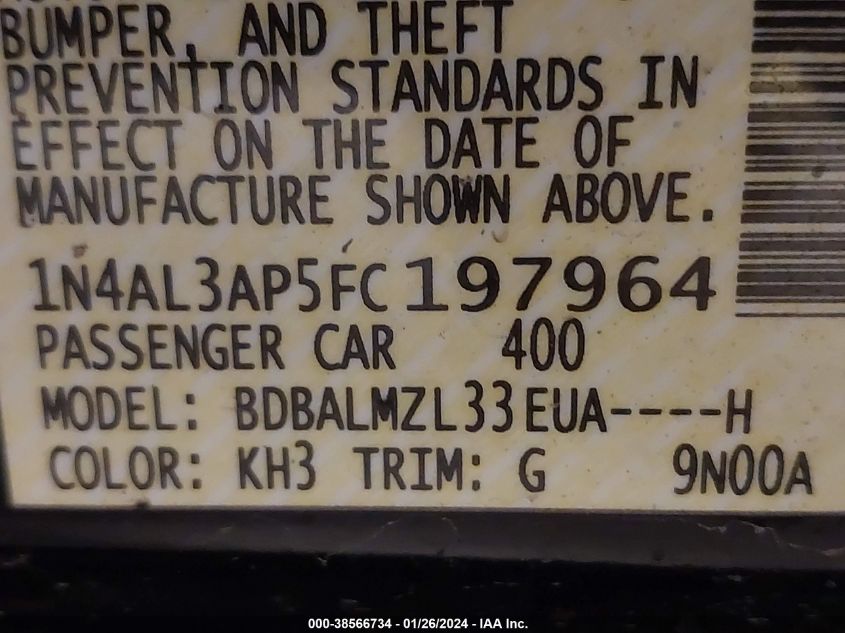 BUMPER, AND THEFT
PREVENTION STANDARDS IN
EFFECT ON THE DATE OF
MANUFACTURE SHOWN ABOVE.
1N4AL3AP5FC197964
PASSENGER CAR 400
MODEL: BDBALMZL33EUA----H
COLOR: KH3 TRIM: G 9N00A
000-38566734 - 01/26/2024 - IAA Inc.